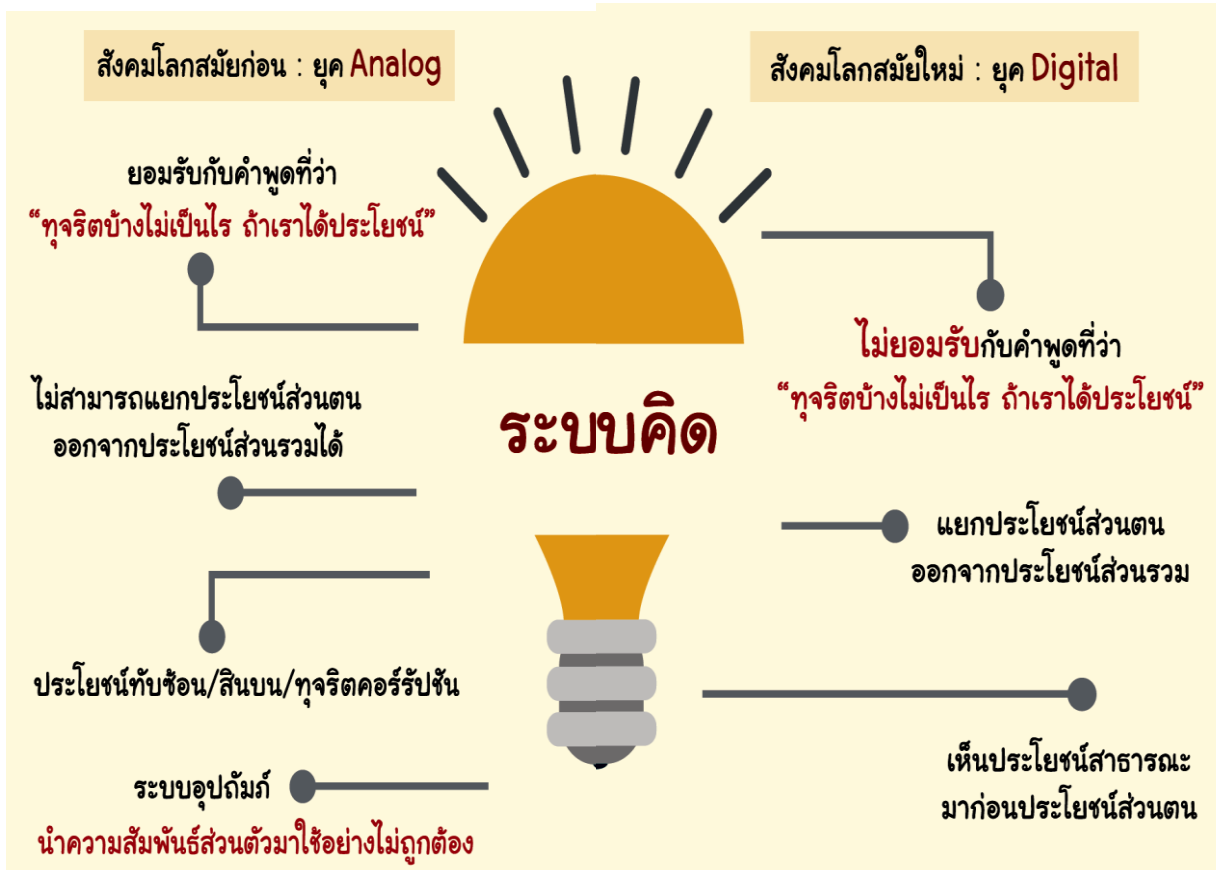 สังคมโลกสมัยก่อน : ยุค Analog
ยอมรับกับคำพูดที่ว่า
“ทุจริตบ้างไม่เป็นไร ถ้าเราได้ประโยชน์”
ไม่สามารถแยกประโยชน์ส่วนตน
ออกจากประโยชน์ส่วนรวมได้
ประโยชน์ทับซ้อน/สินบน/ทุจริตคอร์รัปชัน
ระบบอุปถัมภ์
นำความสัมพันธ์ส่วนตัวมาใช้อย่างไม่ถูกต้อง
ระบบคิด
สังคมโลกสมัยใหม่ : ยุค Digital
ไม่ยอมรับกับคำพูดที่ว่า
“ทุจริตบ้างไม่เป็นไร ถ้าเราได้ประโยชน์”
แยกประโยชน์ส่วนตน
ออกจากประโยชน์ส่วนรวม
เห็นประโยชน์สาธารณะ
มาก่อนประโยชน์ส่วนตน